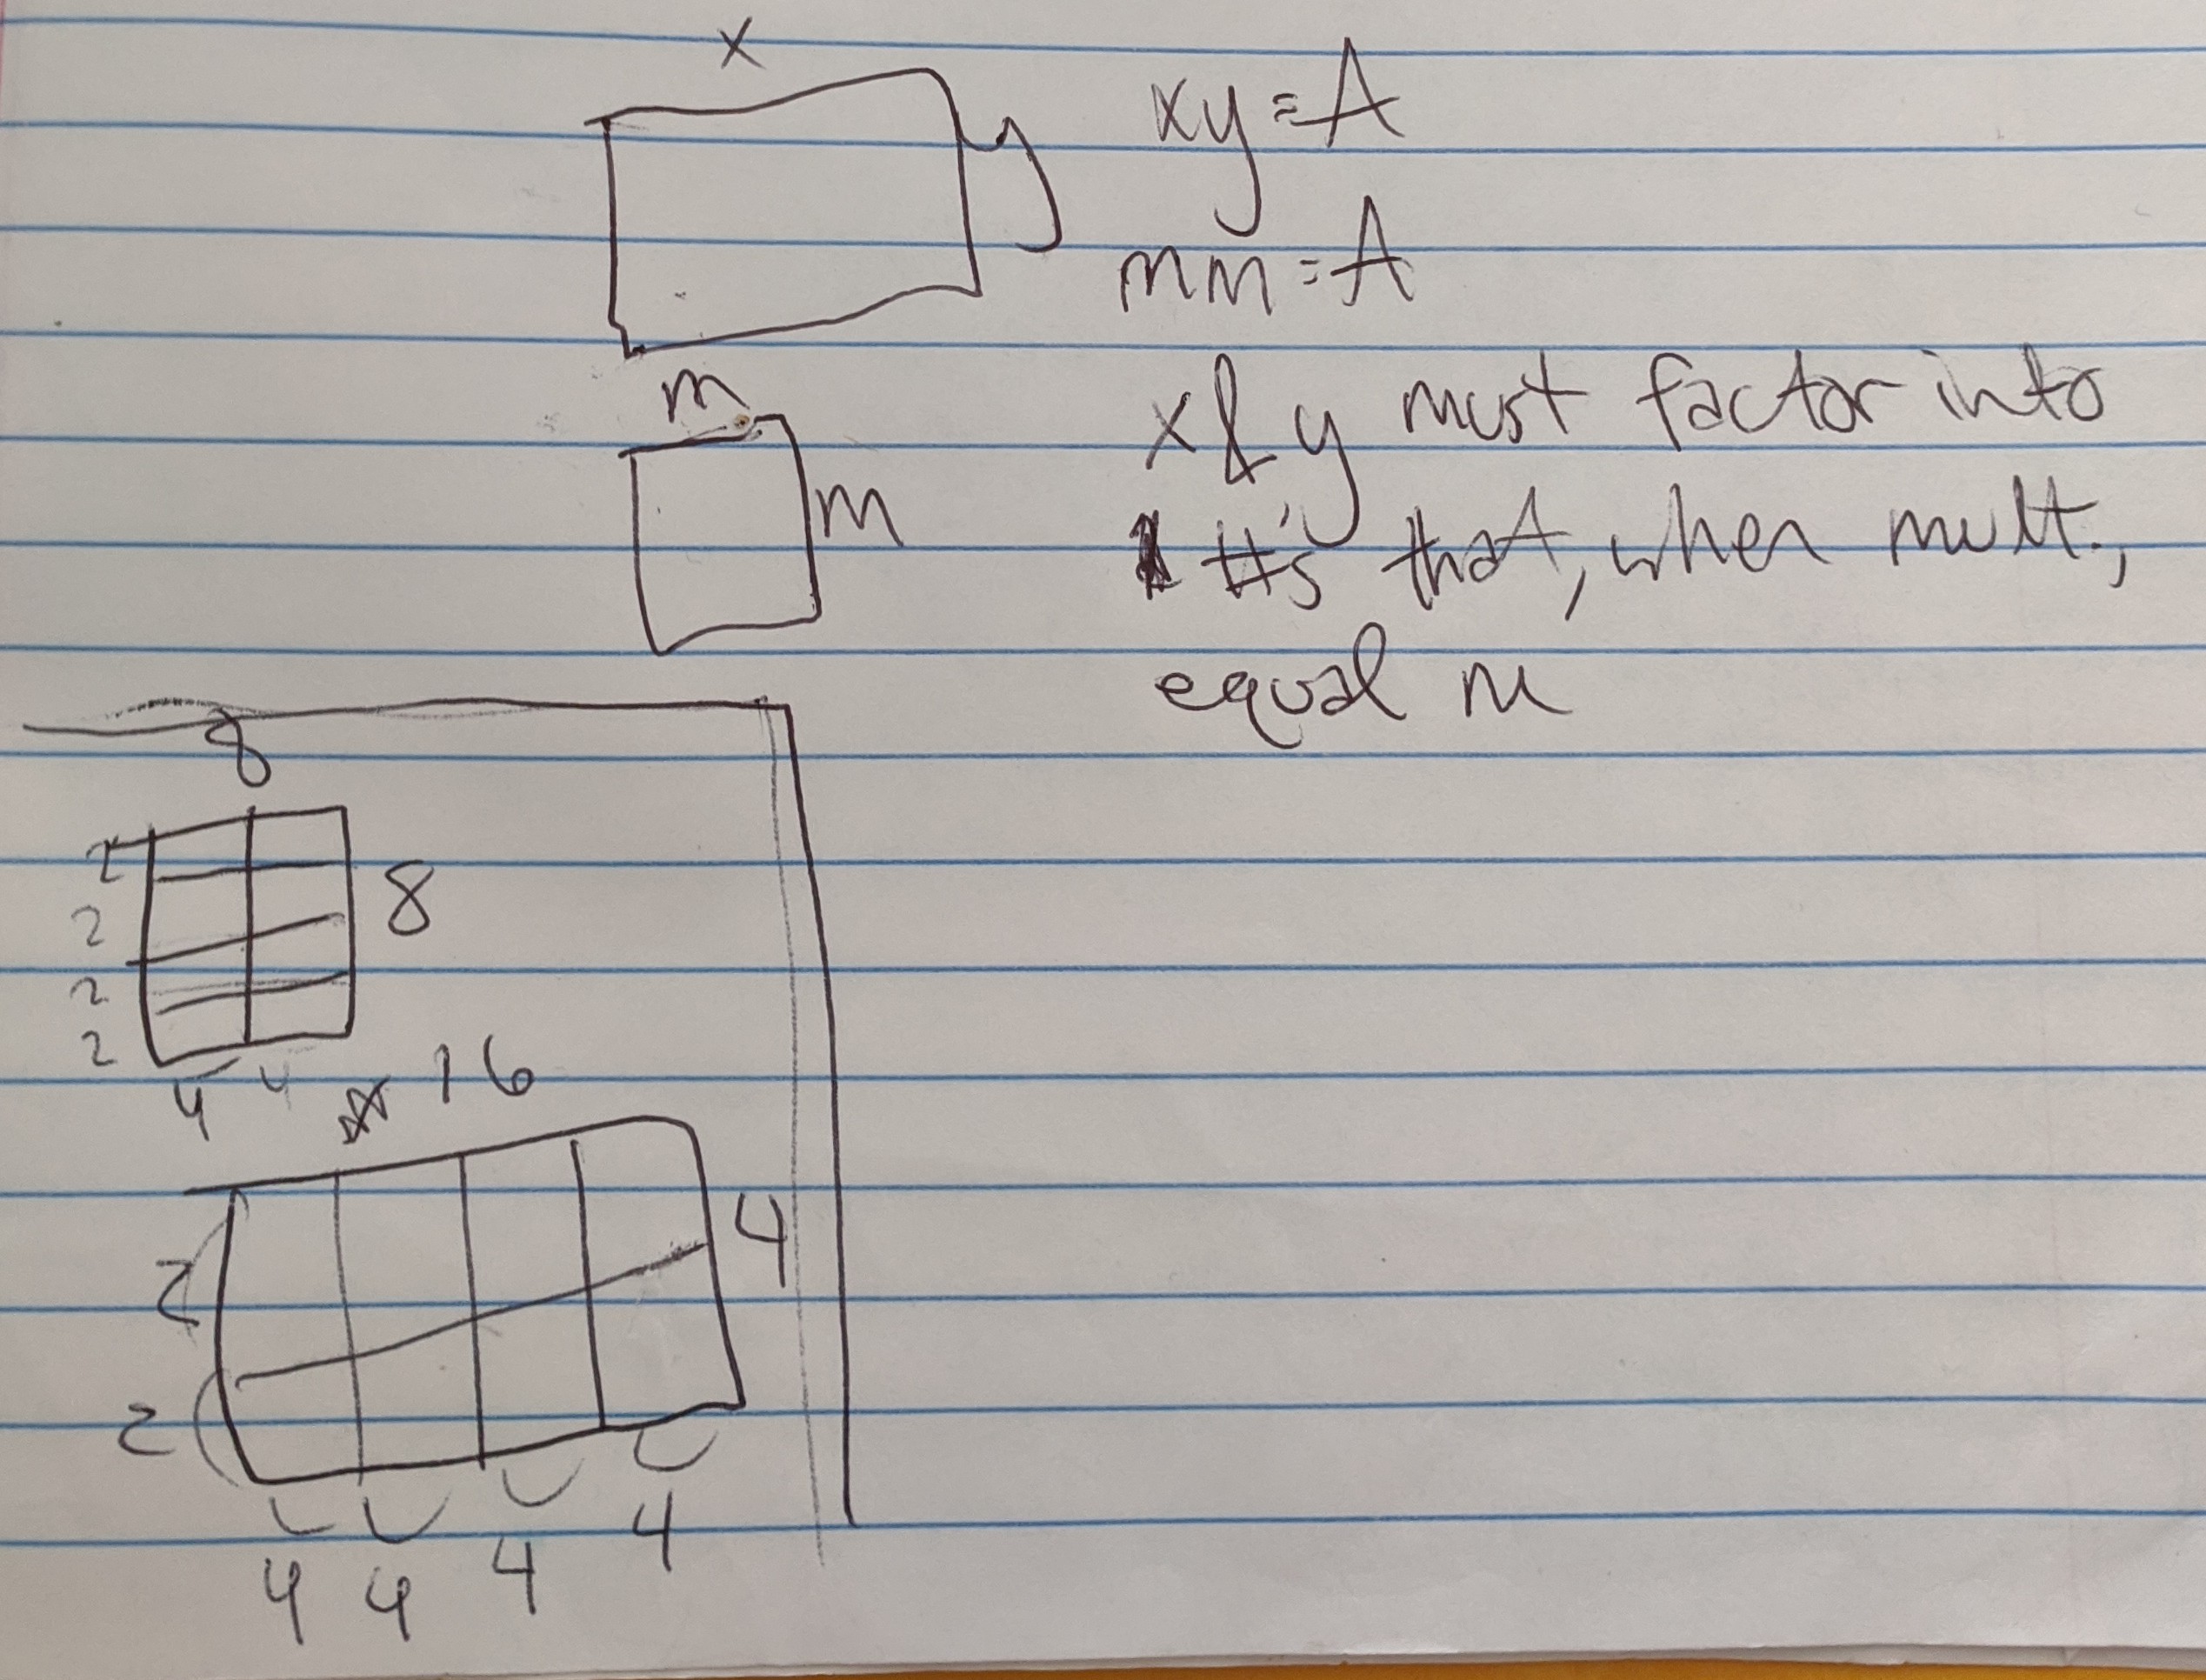 x
y
xy = A
mm = A
m
m
x & y must factor into
#'s that, when mult.,
equal m
8
2
2
2
2
8
4 4
16
4
2
2
4 4 4 4